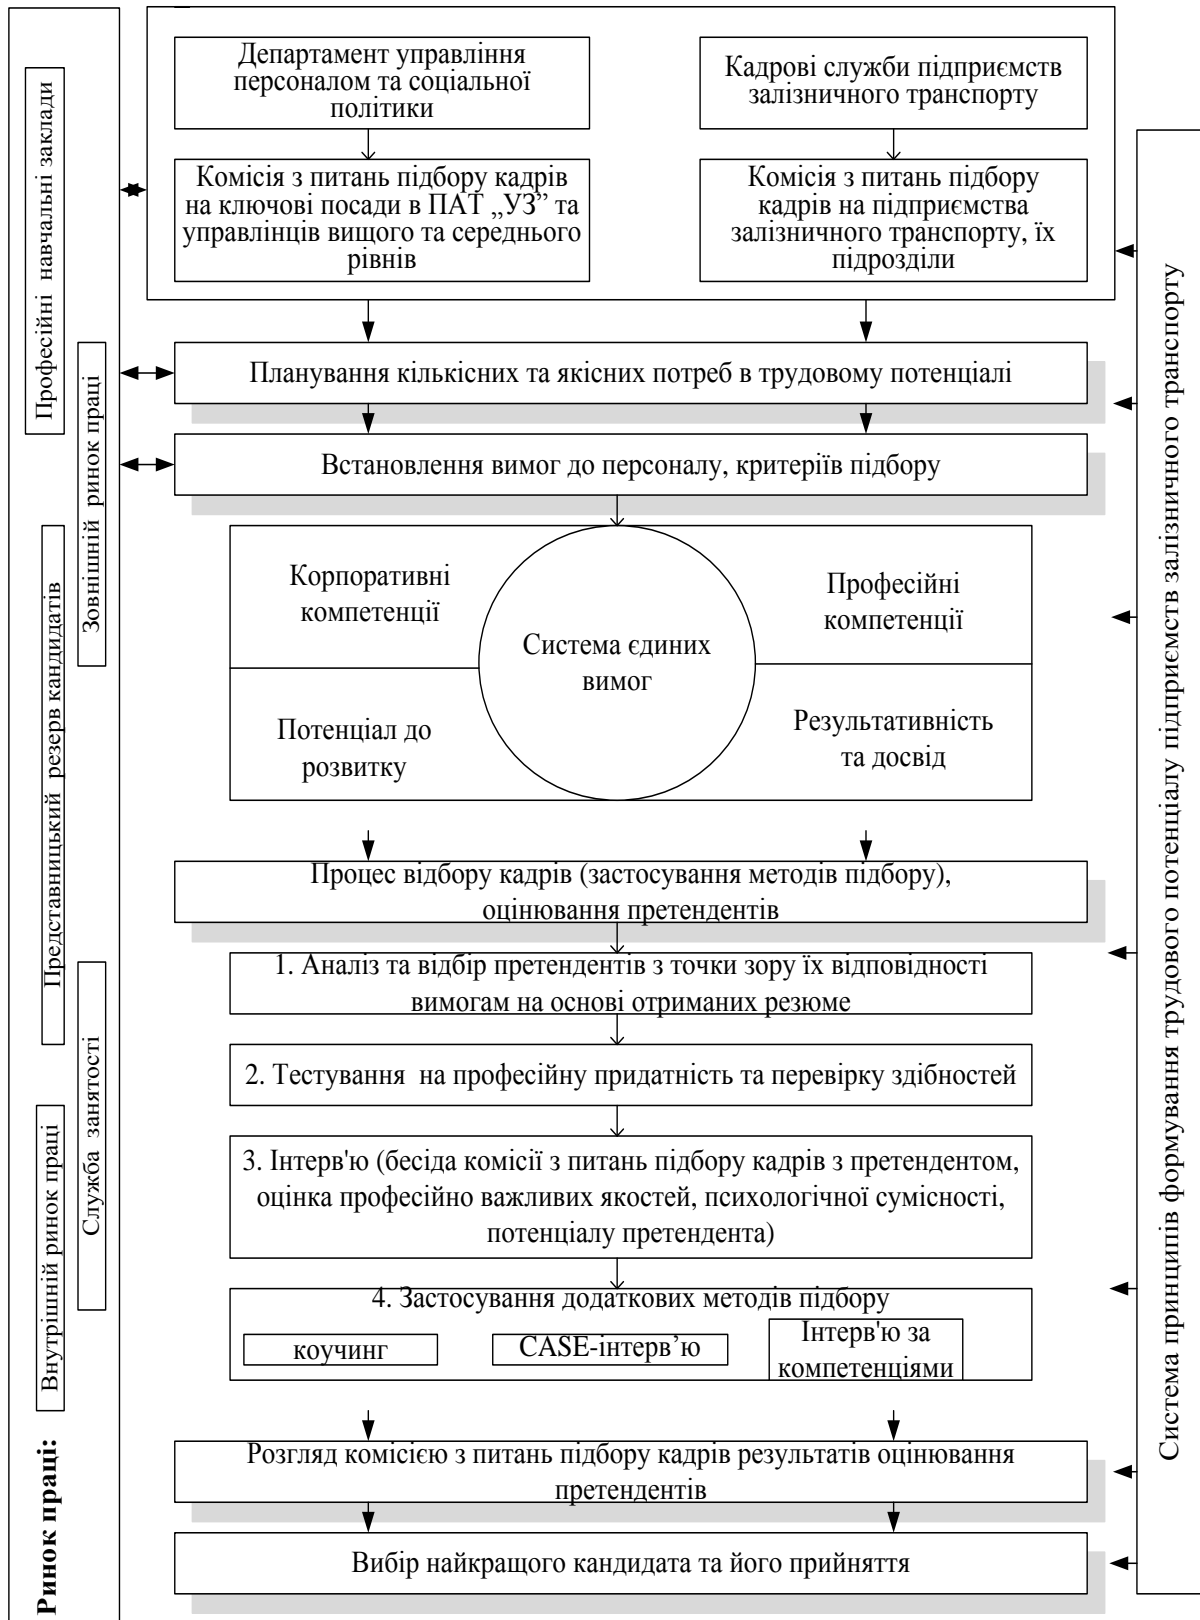 Департамент управління
персоналом та соціальної
політики
Кадрові служби підприємств
залізничного транспорту
Комісія з питань підбору кадрів
на ключові посади в ПАТ „УЗ” та
управлінців вищого та середнього
рівнів
Комісія з питань підбору
кадрів на підприємства
залізничного транспорту, їх
підрозділи
Планування кількісних та якісних потреб в трудовому потенціалі
Встановлення вимог до персоналу, критеріїв підбору
Корпоративні
компетенції
Професійні
компетенції
Система єдиних
вимог
Потенціал до
розвитку
Результативність
та досвід
Процес відбору кадрів (застосування методів підбору),
оцінювання претендентів
1. Аналіз та відбір претендентів з точки зору їх відповідності
вимогам на основі отриманих резюме
2. Тестування  на професійну придатність та перевірку здібностей
3. Інтерв'ю (бесіда комісії з питань підбору кадрів з претендентом,
оцінка професійно важливих якостей, психологічної сумісності,
потенціалу претендента)
4. Застосування додаткових методів підбору
коучинг
CASE-інтерв’ю
Інтерв'ю за
компетенціями
Розгляд комісією з питань підбору кадрів результатів оцінювання
претендентів
Вибір найкращого кандидата та його прийняття
Ринок праці:
Внутрішній ринок праці
Служба занятості
Представницький резерв кандидатів
Зовнішній ринок праці
Професійні навчальні заклади
Система принципів формування трудового потенціалу підприємств залізничного транспорту